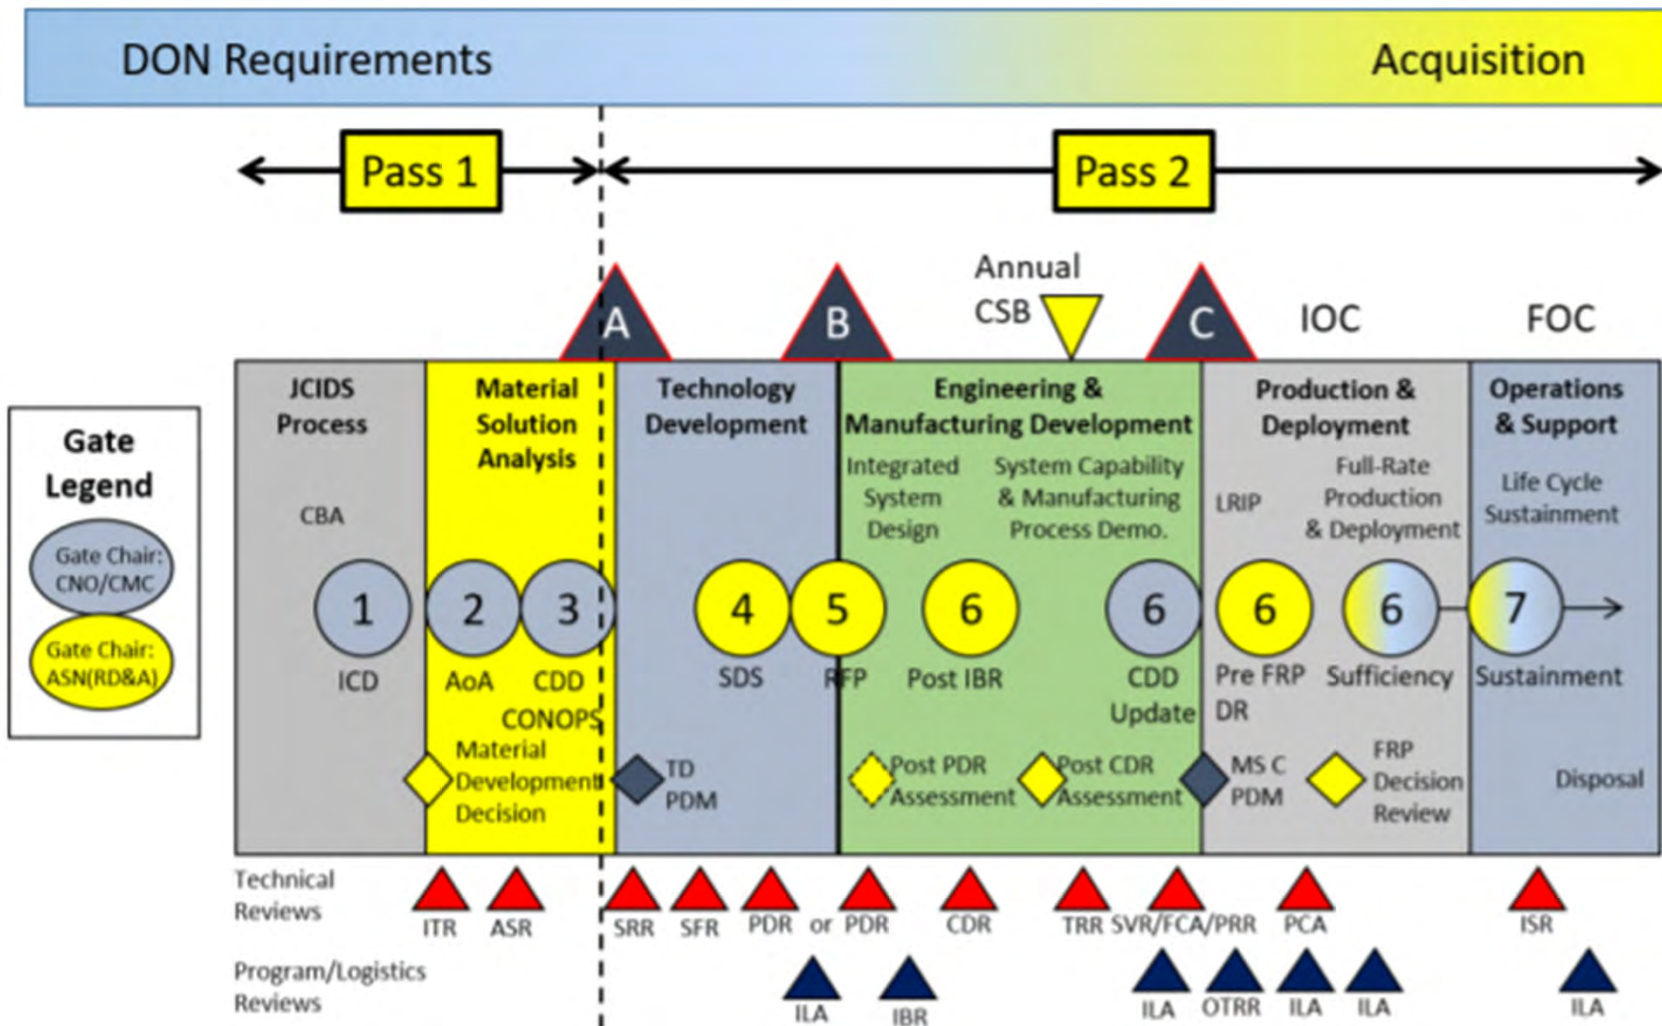 DON Requirements
Acquisition
Pass 1
Pass 2
Annual
CSB
A
B
C
IOC
FOC
Gate
Legend
Gate Chair:
CNO/CMC
Gate Chair:
ASN(RD&A)
JCIDS
Process
CBA
1
ICD
Material
Solution
Analysis
2
AoA
3
CDD
CONOPS
Material
Development
Decision
Technology
Development
4
SDS
5
RFP
TD
PDM
Engineering &
Manufacturing Development
Integrated
System
Design
System Capability
& Manufacturing
Process Demo.
6
Post IBR
6
CDD
Update
Post PDR
Assessment
Post CDR
Assessment
Production &
Deployment
LRIP
Full-Rate
Production
& Deployment
6
Pre FRP
DR
6
Sufficiency
MS C
PDM
FRP
Decision
Review
Operations
& Support
Life Cycle
Sustainment
7
Sustainment
Disposal
Technical
Reviews
ITR
ASR
SRR
SFR
PDR or PDR
CDR
TRR
SVR/FCA/PRR
PCA
ISR
Program/Logistics
Reviews
ILA
IBR
ILA
OTRR
ILA
ILA
ILA